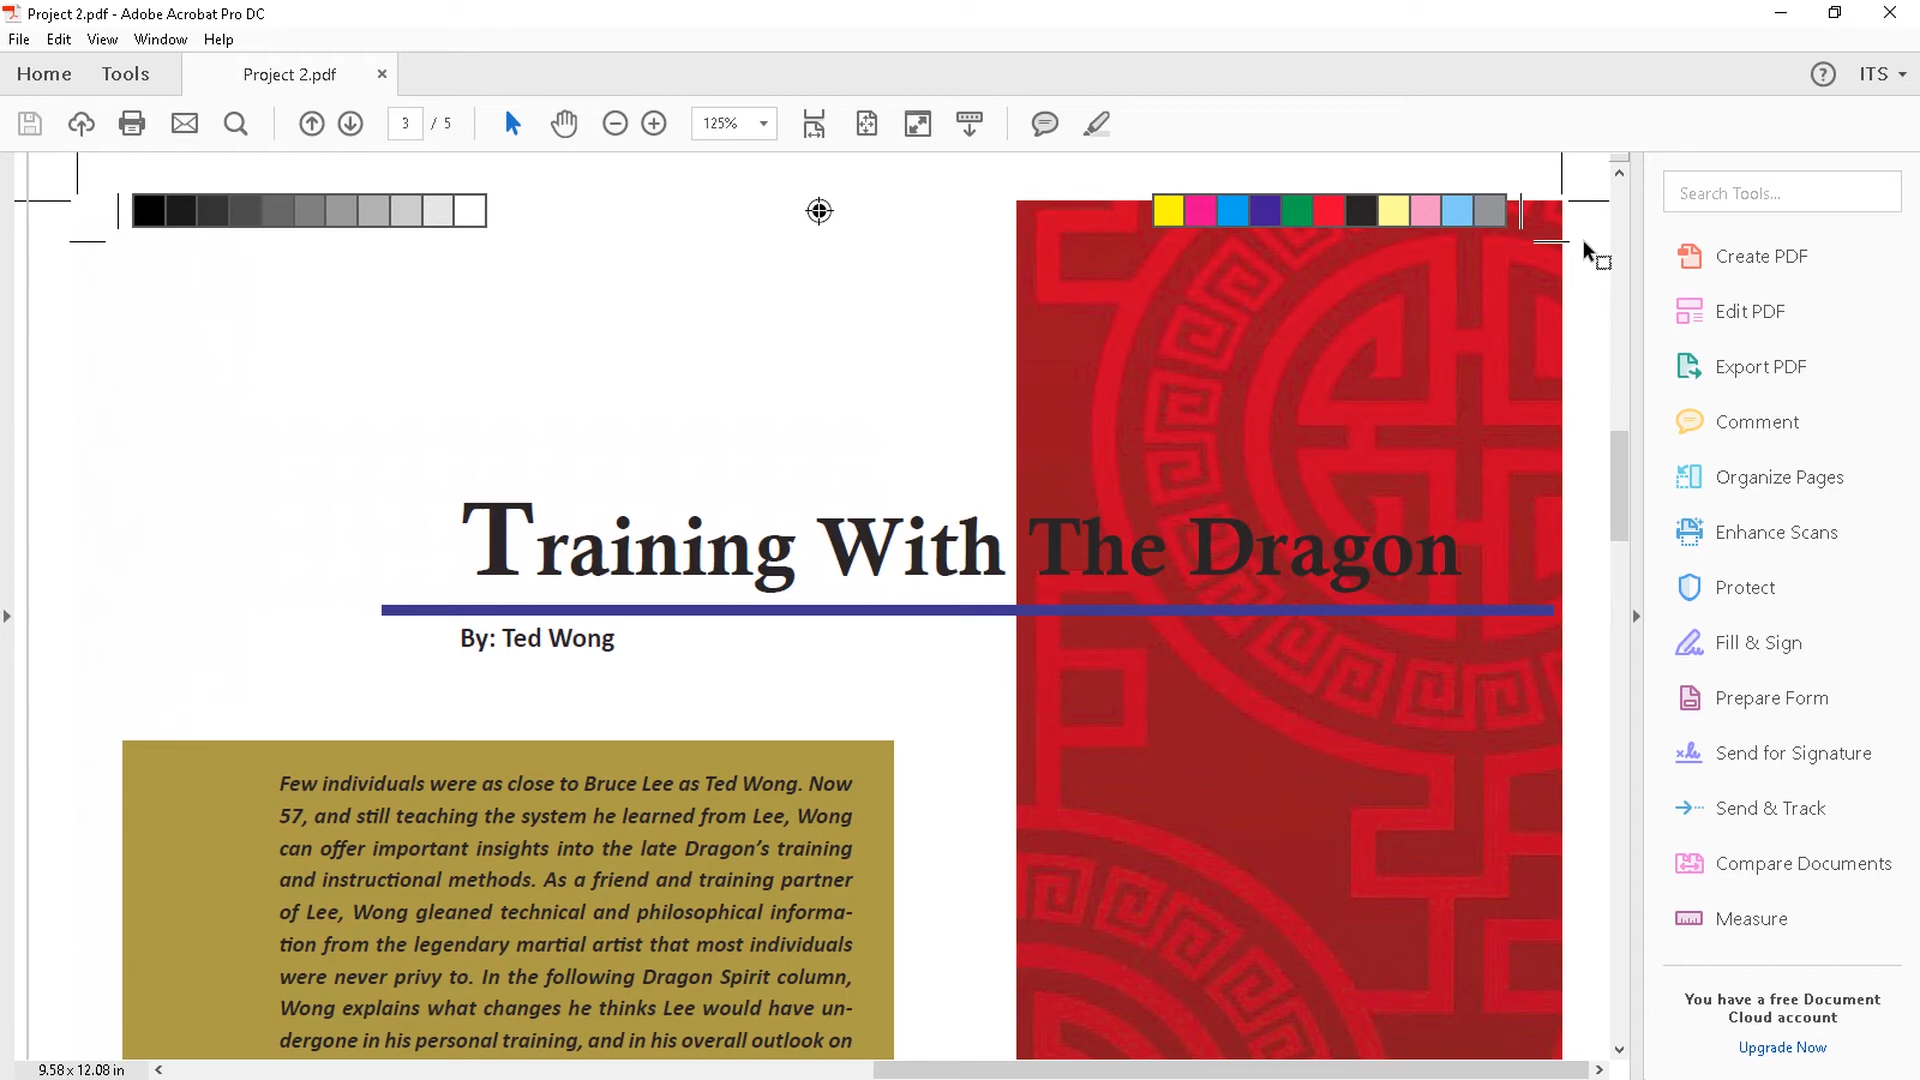 Project 2.pdf - Adobe Acrobat Pro DC
File Edit View Window Help
Home Tools Project 2.pdf × ? ITS
3 / 5 125%
Search Tools...
Create PDF
Edit PDF
Export PDF
Comment
Organize Pages
Enhance Scans
Protect
Fill & Sign
Prepare Form
Send for Signature
Send & Track
Compare Documents
Measure
You have a free Document
Cloud account
Upgrade Now
Training With The Dragon
By: Ted Wong
Few individuals were as close to Bruce Lee as Ted Wong. Now
57, and still teaching the system he learned from Lee, Wong
can offer important insights into the late Dragon’s training
and instructional methods. As a friend and training partner
of Lee, Wong gleaned technical and philosophical informa-
tion from the legendary martial artist that most individuals
were never privy to. In the following Dragon Spirit column,
Wong explains what changes he thinks Lee would have un-
dergone in his personal training, and in his overall outlook on
9.58 x 12.08 in